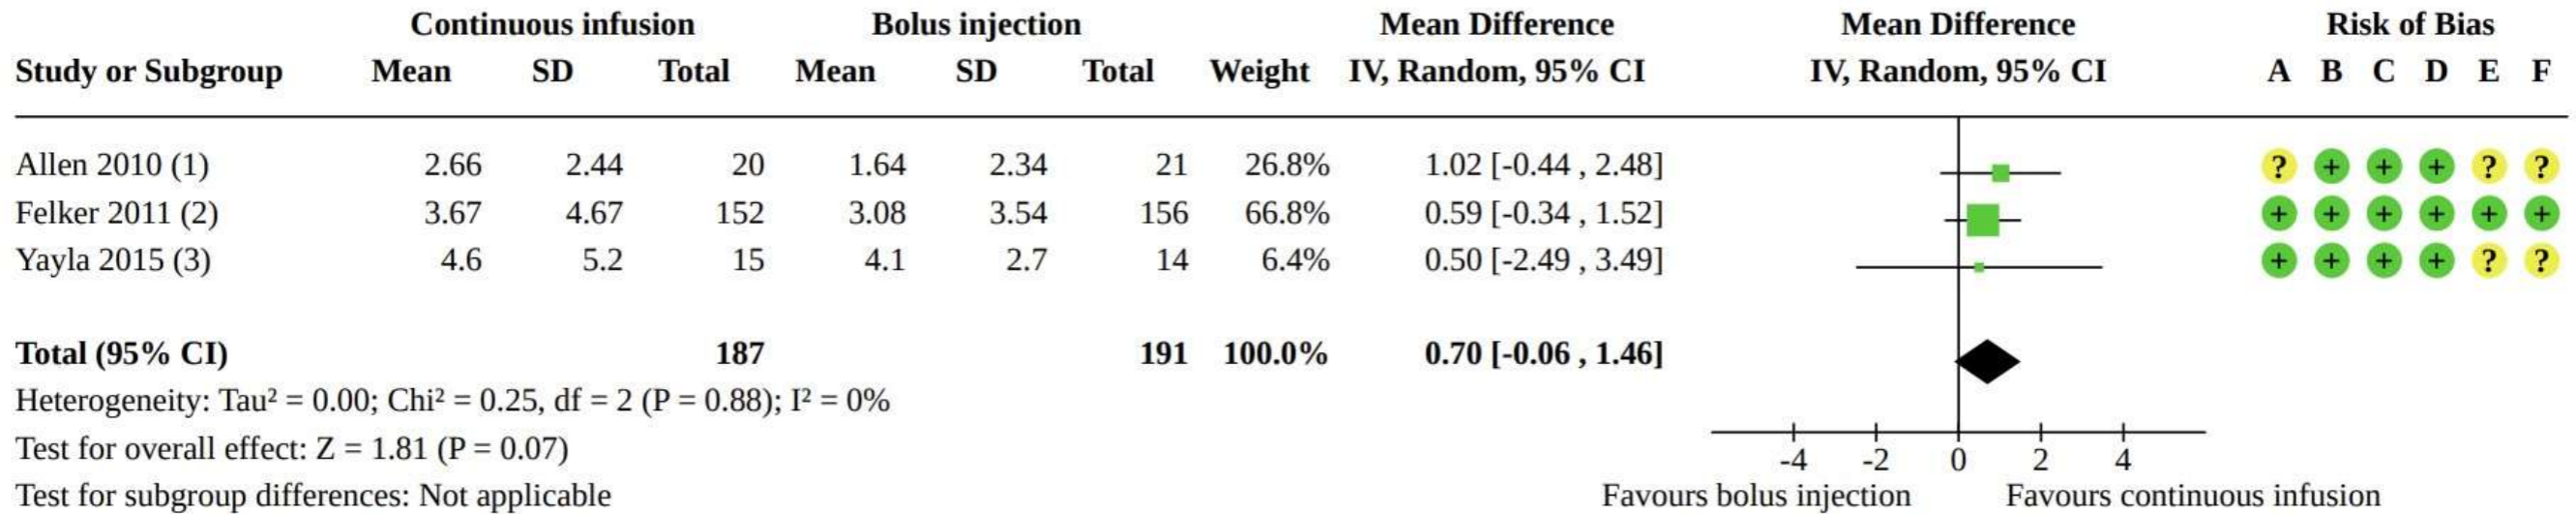 Continuous infusion Bolus injection Mean Difference Mean Difference Risk of Bias
Study or Subgroup Mean SD Total Mean SD Total Weight IV, Random, 95% CI IV, Random, 95% CI A B C D E F
Allen 2010 (1) 2.66 2.44 20 1.64 2.34 21 26.8% 1.02 [-0.44 , 2.48] ? + + + ? ?
Felker 2011 (2) 3.67 4.67 152 3.08 3.54 156 66.8% 0.59 [-0.34 , 1.52] + + + + + +
Yayla 2015 (3) 4.6 5.2 15 4.1 2.7 14 6.4% 0.50 [-2.49 , 3.49] + + + + ? ?
Total (95% CI) 187 191 100.0% 0.70 [-0.06 , 1.46]
Heterogeneity: Tau² = 0.00; Chi² = 0.25, df = 2 (P = 0.88); I² = 0%
Test for overall effect: Z = 1.81 (P = 0.07) -4 -2 0 2 4
Test for subgroup differences: Not applicable Favours bolus injection Favours continuous infusion